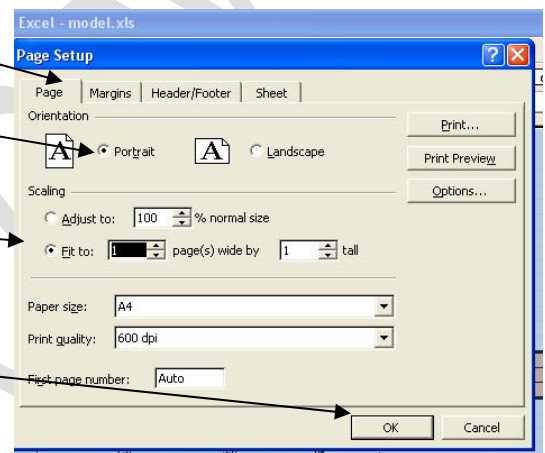 Excel - model.xls
Page Setup
Page Margins Header/Footer Sheet
Orientation
Print...
A Portrait A Landscape
Print Preview
Scaling
Options...
Adjust to: 100 % normal size
Fit to: 1 page(s) wide by 1 tall
Paper size: A4
Print quality: 600 dpi
First page number: Auto
OK Cancel